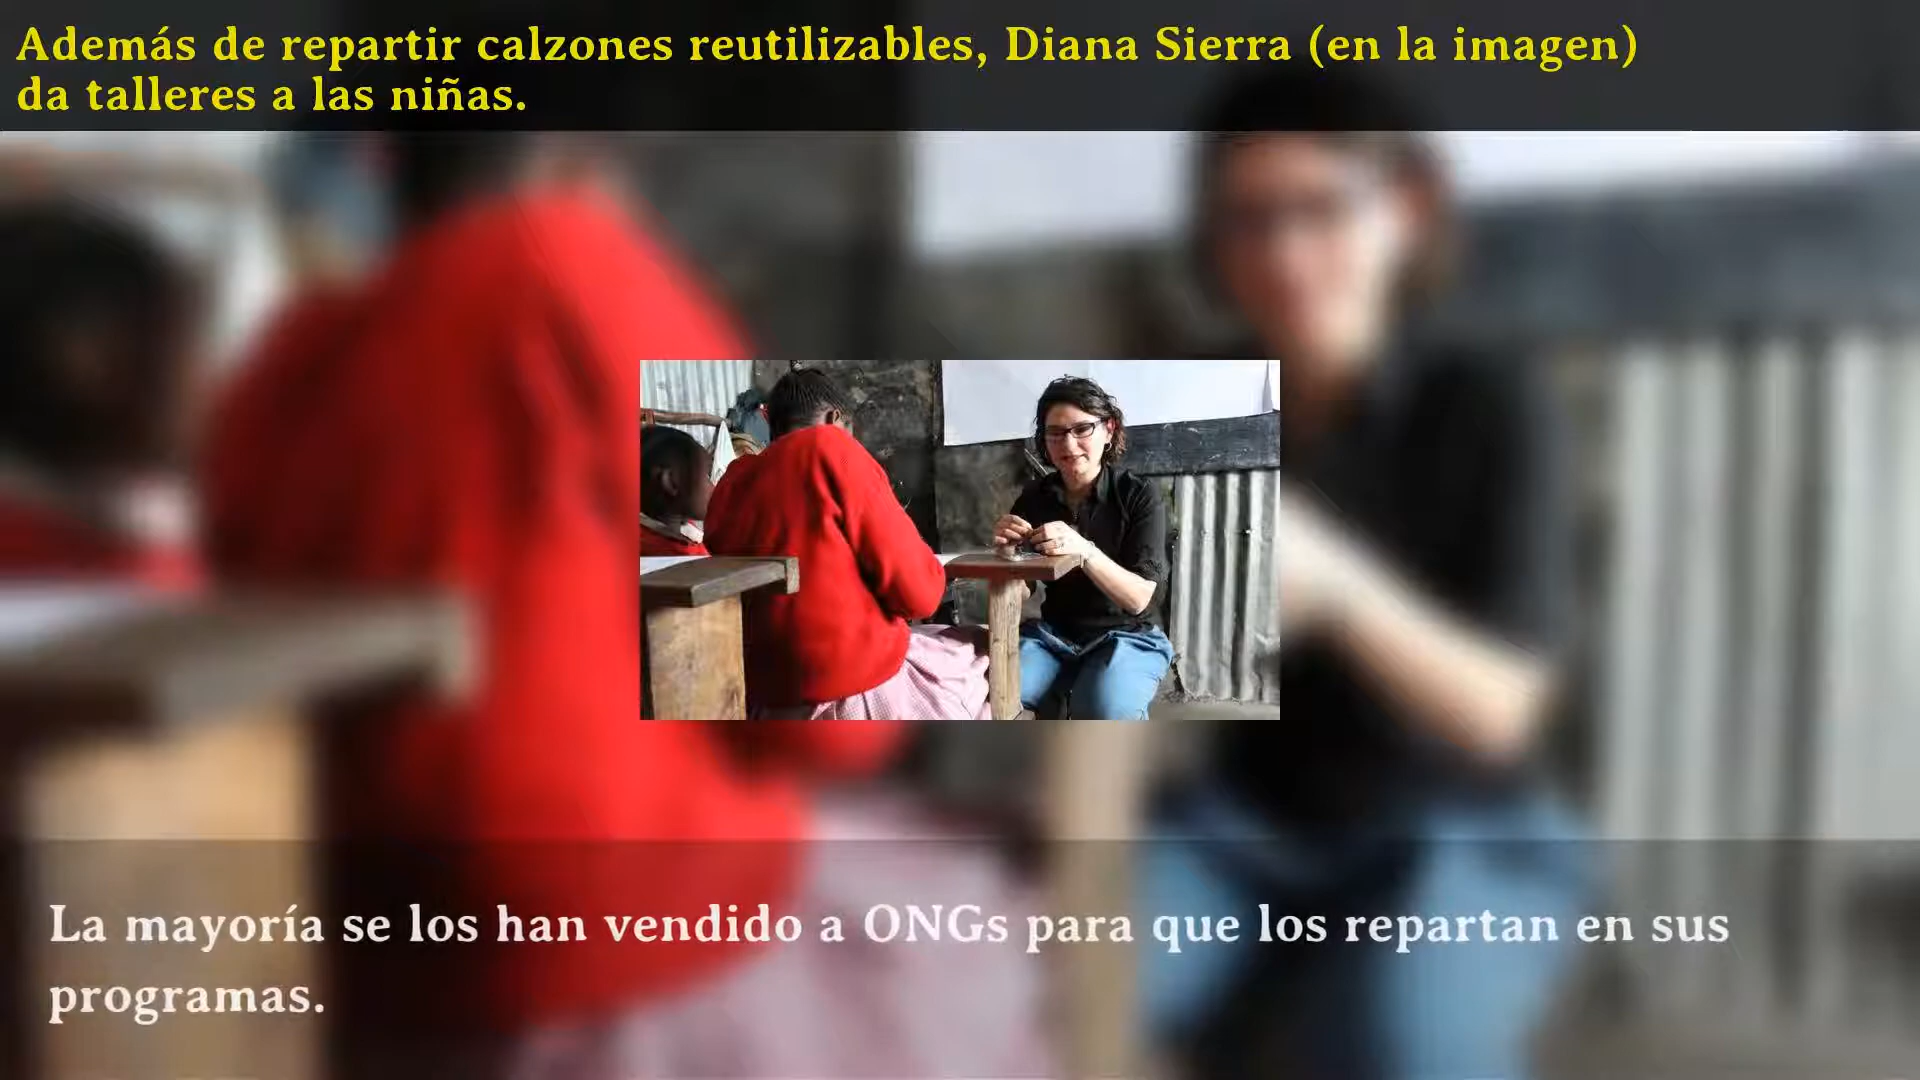 Además de repartir calzones reutilizables, Diana Sierra (en la imagen)
da talleres a las niñas.
La mayoría se los han vendido a ONGs para que los repartan en sus
programas.